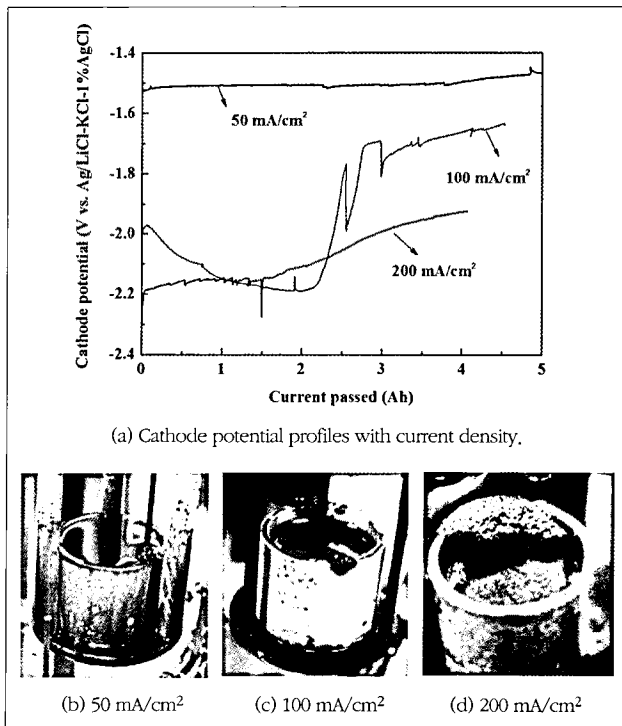 -1.4
-1.6
-1.8
-2.0
-2.2
-2.4
Cathode potential (V vs. Ag/LiCl-KCl-1%AgCl)
50 mA/cm²
100 mA/cm²
200 mA/cm²
0
1
2
3
4
5
Current passed (Ah)
(a) Cathode potential profiles with current density.
(b) 50 mA/cm²
(c) 100 mA/cm²
(d) 200 mA/cm²